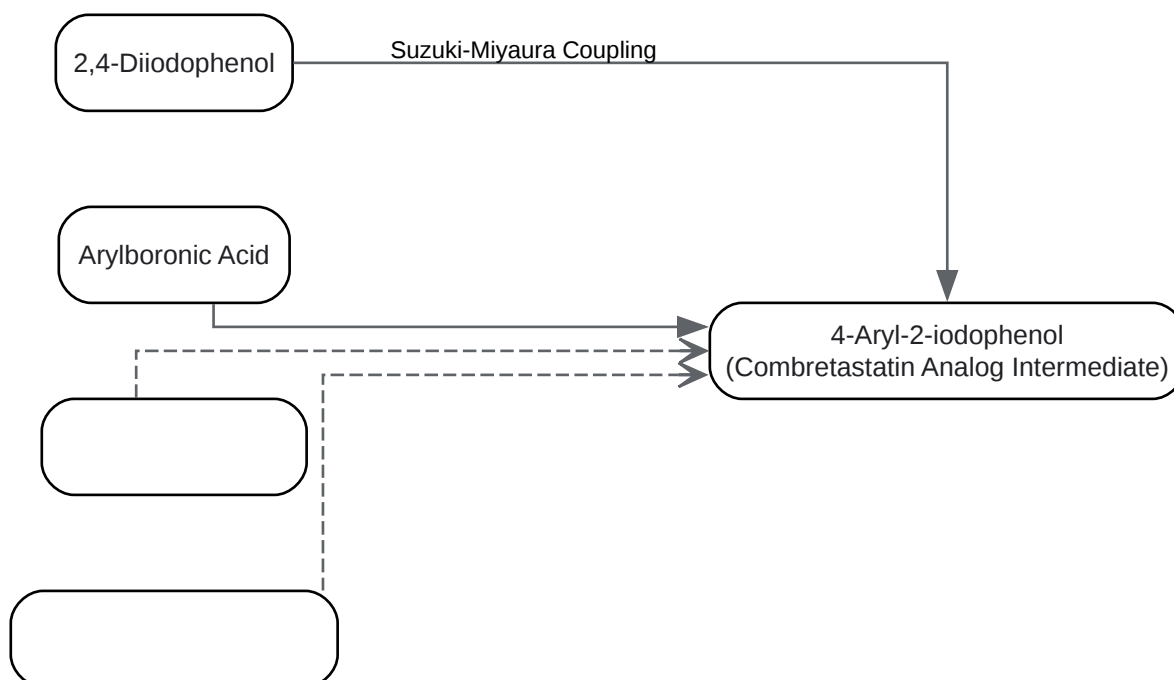 2,4-Diiodophenol
Suzuki-Miyaura Coupling
Arylboronic Acid
4-Aryl-2-iodophenol
(Combretastatin Analog Intermediate)